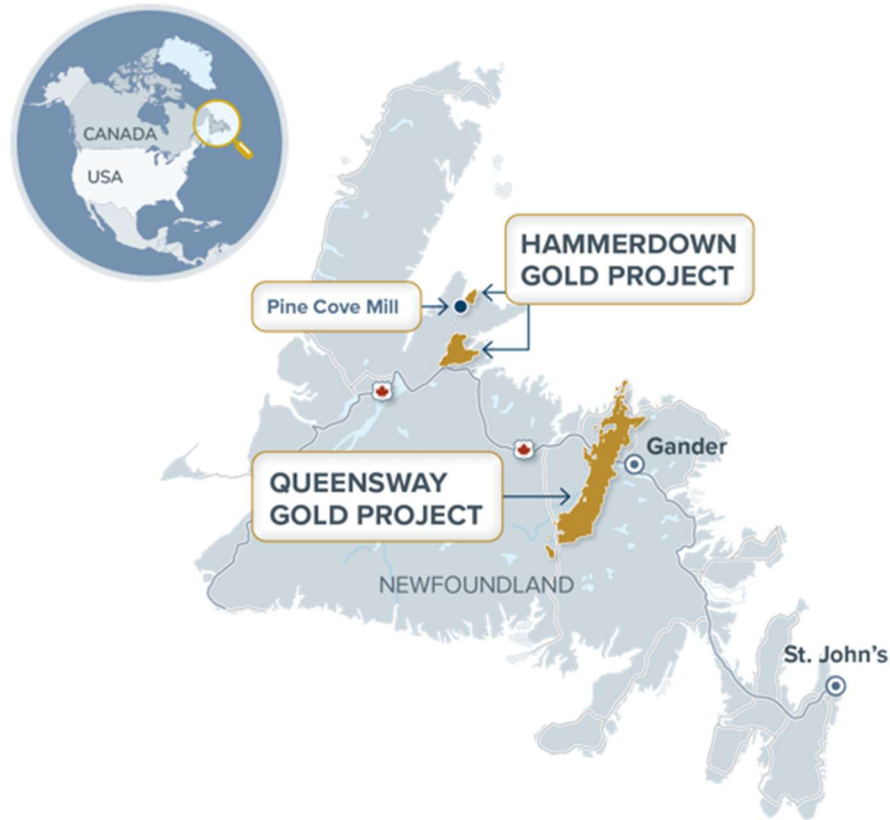 CANADA
USA
HAMMERDOWN
GOLD PROJECT
Pine Cove Mill
Gander
QUEENSWAY
GOLD PROJECT
NEWFOUNDLAND
St. John's